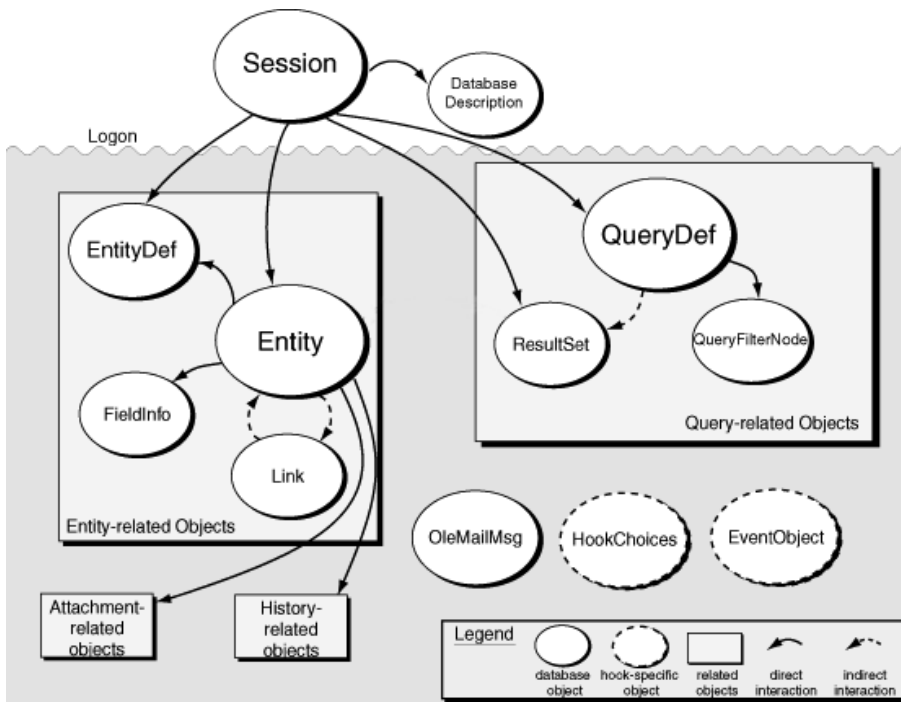 Session
Database
Description
Logon
EntityDef
QueryDef
Entity
ResultSet
QueryFilterNode
FieldInfo
Query-related Objects
Link
Entity-related Objects
OleMailMsg
HookChoices
EventObject
Attachment-
related
objects
History-
related
objects
Legend
database
object
hook-specific
object
related
objects
direct
interaction
indirect
interaction